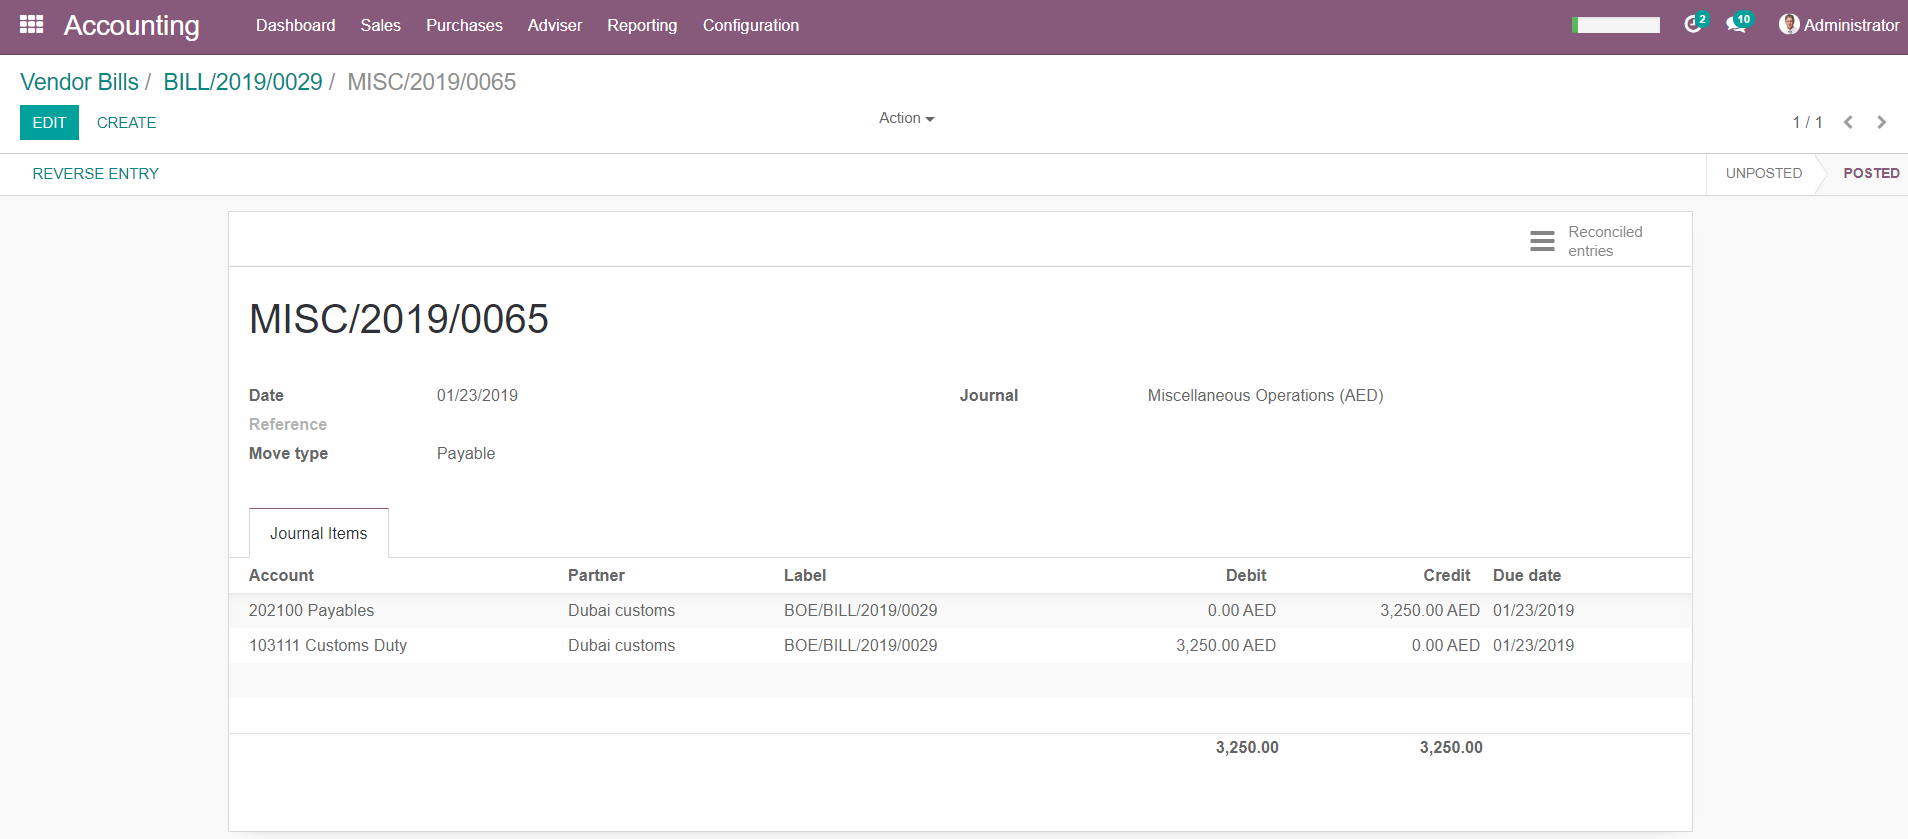 Accounting Dashboard Sales Purchases Adviser Reporting Configuration 2 10 Administrator
Vendor Bills / BILL/2019/0029 / MISC/2019/0065
EDIT CREATE Action 1 / 1
REVERSE ENTRY UNPOSTED POSTED
Reconciled
entries
MISC/2019/0065
Date 01/23/2019 Journal Miscellaneous Operations (AED)
Reference
Move type Payable
Journal Items
Account Partner Label Debit Credit Due date
202100 Payables Dubai customs BOE/BILL/2019/0029 0.00 AED 3,250.00 AED 01/23/2019
103111 Customs Duty Dubai customs BOE/BILL/2019/0029 3,250.00 AED 0.00 AED 01/23/2019
3,250.00 3,250.00